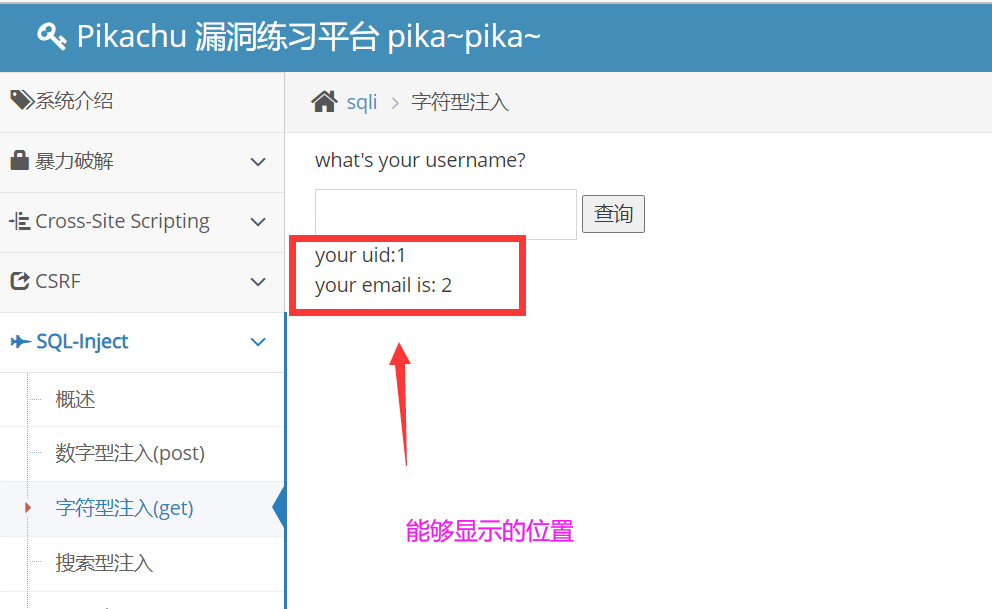 Pikachu 漏洞练习平台 pika~pika~
系统介绍
暴力破解
Cross-Site Scripting
CSRF
SQL-Inject
概述
数字型注入(post)
字符型注入(get)
搜索型注入
sqli > 字符型注入
what's your username?
查询
your uid:1
your email is: 2
能够显示的位置